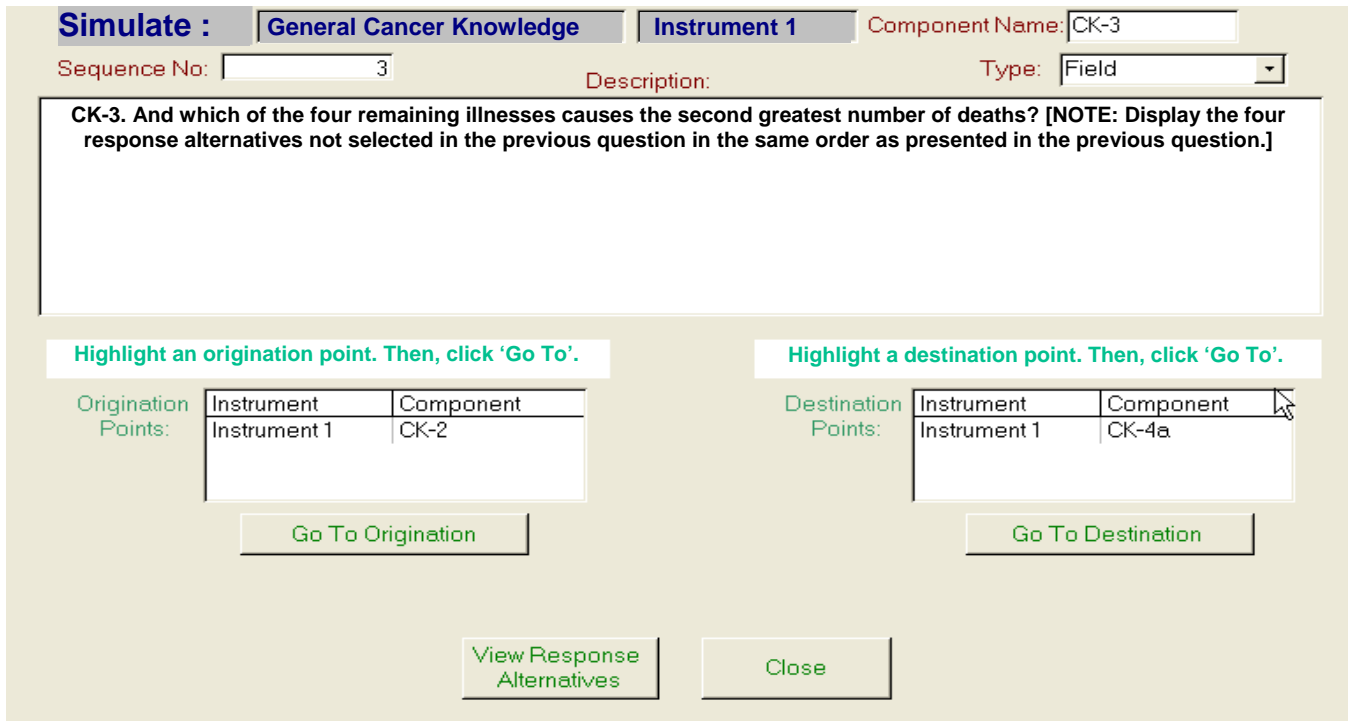 Simulate : General Cancer Knowledge Instrument 1 Component Name: CK-3
Sequence No: 3 Type: Field
Description:
CK-3. And which of the four remaining illnesses causes the second greatest number of deaths? [NOTE: Display the four
response alternatives not selected in the previous question in the same order as presented in the previous question.]
Highlight an origination point. Then, click ‘Go To’. Highlight a destination point. Then, click ‘Go To’.
Origination Points: Instrument Component
Instrument 1 CK-2
Go To Origination
Destination Points: Instrument Component
Instrument 1 CK-4a
Go To Destination
View Response
Alternatives
Close